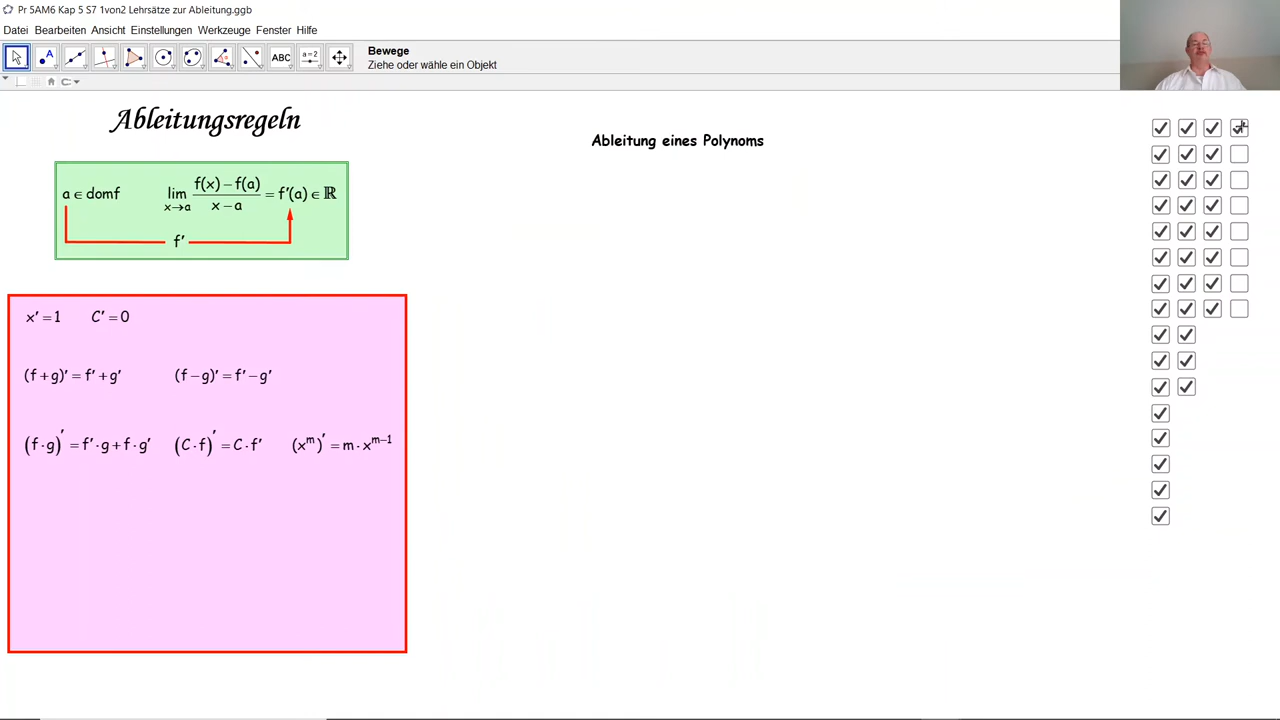 Pr 5AM6 Kap 5 S7 1von2 Lehrsätze zur Ableitung.ggb
Datei Bearbeiten Ansicht Einstellungen Werkzeuge Fenster Hilfe
A
ABC
a=2
Bewege
Ziehe oder wähle ein Objekt
Ableitungsregeln
Ableitung eines Polynoms
a ∈ domf lim x→a (f(x) − f(a))/(x − a) = f′(a) ∈ ℝ
f′
x′ = 1 C′ = 0
(f + g)′ = f′ + g′ (f − g)′ = f′ − g′
(f · g)′ = f′ · g + f · g′ (C · f)′ = C · f′ (x^m)′ = m · x^(m−1)